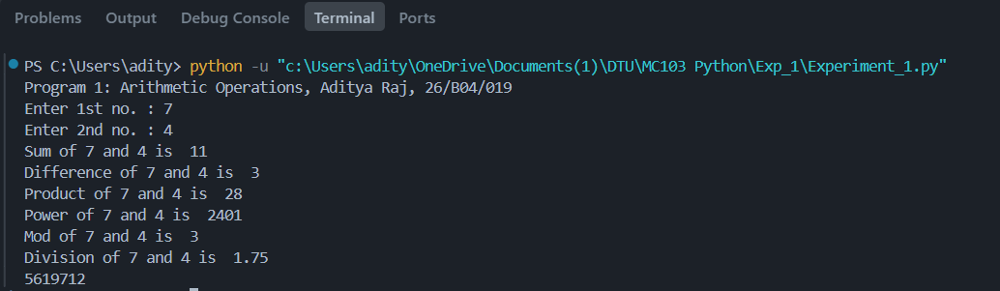 Problems Output Debug Console Terminal Ports
PS C:\Users\adity> python -u "c:\Users\adity\OneDrive\Documents(1)\DTU\MC103 Python\Exp_1\Experiment_1.py"
Program 1: Arithmetic Operations, Aditya Raj, 26/B04/019
Enter 1st no. : 7
Enter 2nd no. : 4
Sum of 7 and 4 is  11
Difference of 7 and 4 is  3
Product of 7 and 4 is  28
Power of 7 and 4 is  2401
Mod of 7 and 4 is  3
Division of 7 and 4 is  1.75
5619712